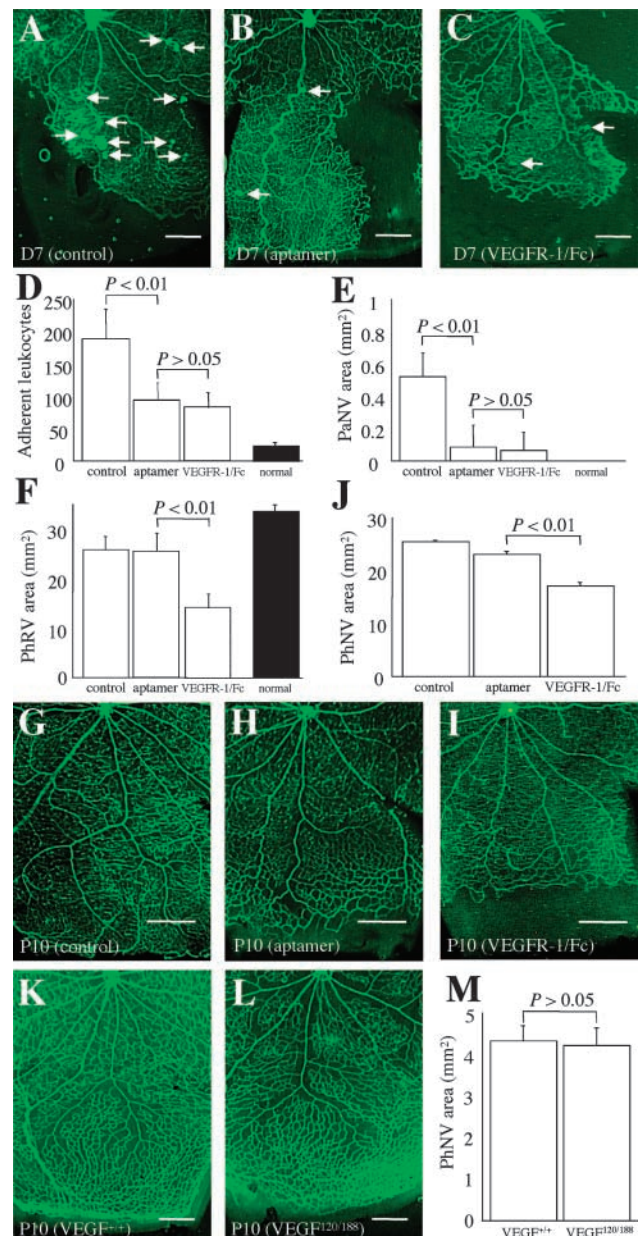 A
B
C
D7 (control)
D7 (aptamer)
D7 (VEGFR-1/Fc)
D
Adherent leukocytes
250
200
150
100
50
0
P < 0.01
P > 0.05
control aptamer VEGFR-1/Fc normal
E
PaNV area (mm²)
1
0.8
0.6
0.4
0.2
0
P < 0.01
P > 0.05
control aptamer VEGFR-1/Fc normal
F
PhRV area (mm²)
30
20
10
0
P < 0.01
control aptamer VEGFR-1/Fc normal
J
PhNV area (mm²)
30
20
10
0
P < 0.01
control aptamer VEGFR-1/Fc
G
H
I
P10 (control)
P10 (aptamer)
P10 (VEGFR-1/Fc)
K
L
P10 (VEGF+/+)
P10 (VEGF120/188)
M
PhNV area (mm²)
5
4
3
2
1
0
P > 0.05
VEGF+/+ VEGF120/188